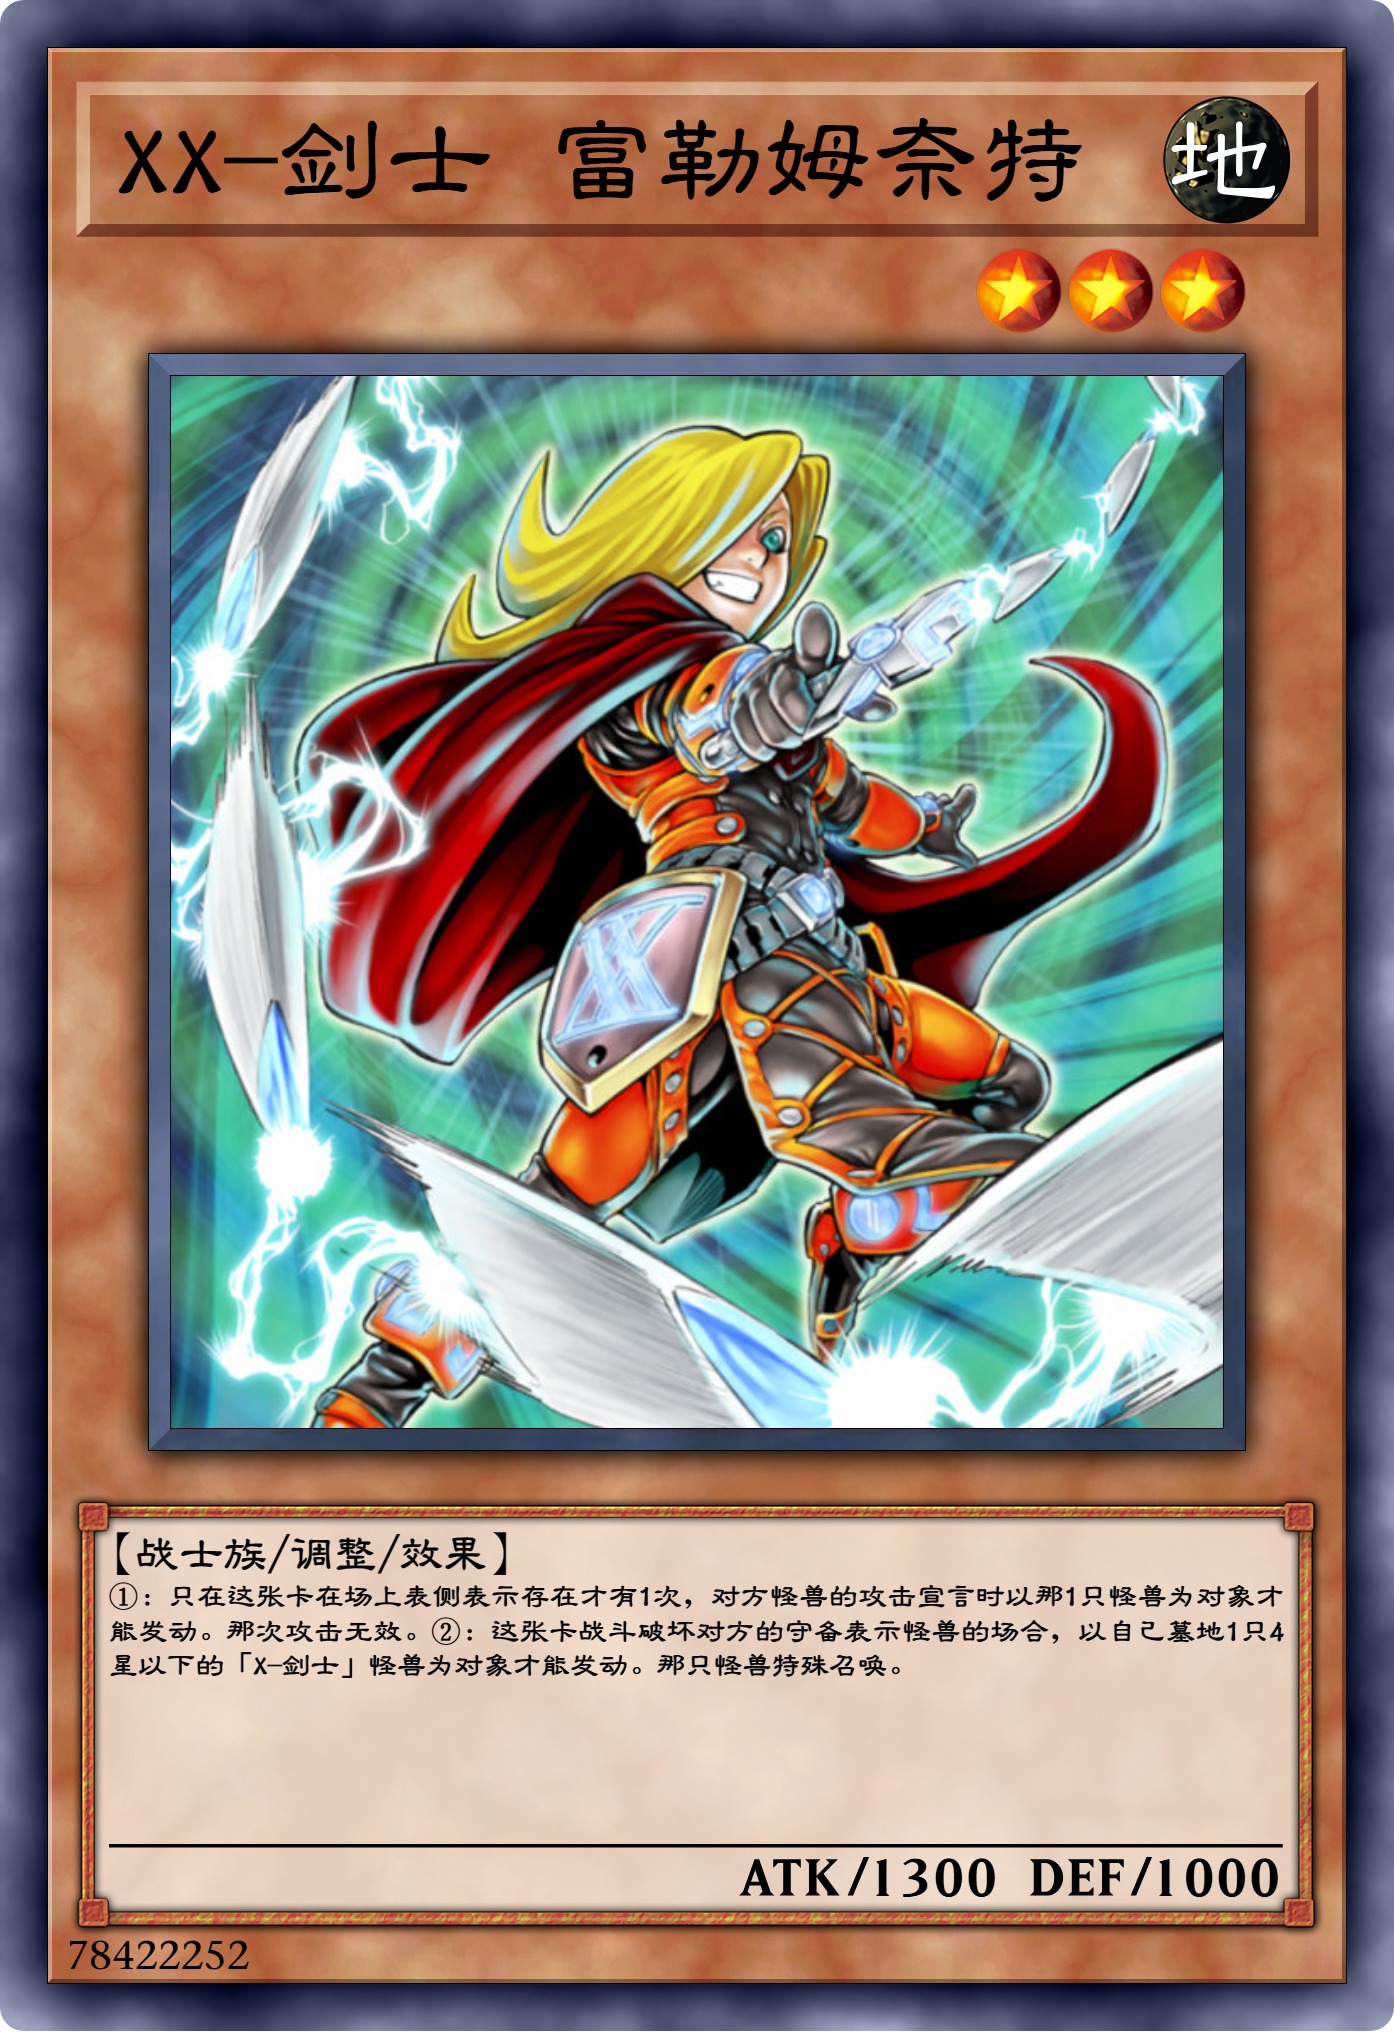 XX-剑士 富勒姆奈特
地
XX
【战士族/调整/效果】
①：只在这张卡在场上表侧表示存在才有1次，对方怪兽的攻击宣言时以那1只怪兽为对象才
能发动。那次攻击无效。②：这张卡战斗破坏对方的守备表示怪兽的场合，以自己墓地1只4
星以下的「X-剑士」怪兽为对象才能发动。那只怪兽特殊召唤。
ATK/1300 DEF/1000
78422252